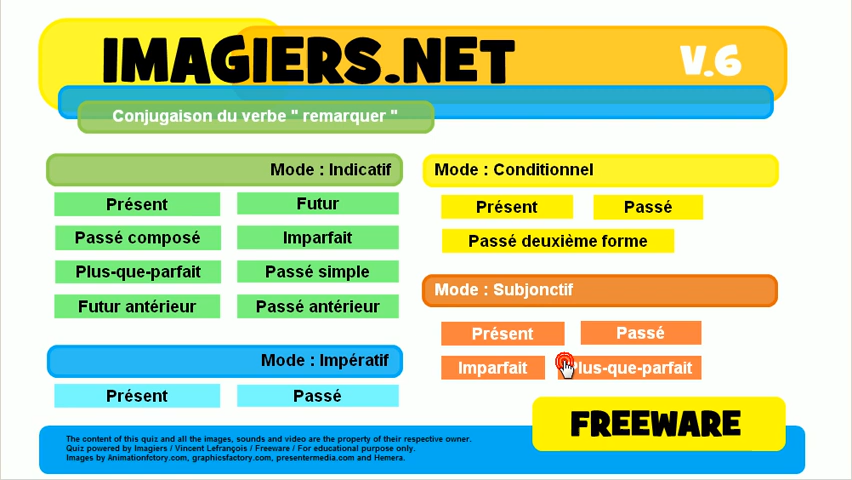 IMAGIERS.NET
V.6
Conjugaison du verbe " remarquer "
Mode : Indicatif
Présent
Futur
Passé composé
Imparfait
Plus-que-parfait
Passé simple
Futur antérieur
Passé antérieur
Mode : Impératif
Présent
Passé
Mode : Conditionnel
Présent
Passé
Passé deuxième forme
Mode : Subjonctif
Présent
Passé
Imparfait
Plus-que-parfait
FREEWARE
The content of this quiz and all the images, sounds and video are the property of their respective owner.
Quiz powered by Imagiers / Vincent Lefrançois / Freeware / For educational purpose only.
Images by Animationfctory.com, graphicsfactory.com, presentermedia.com and Hemera.